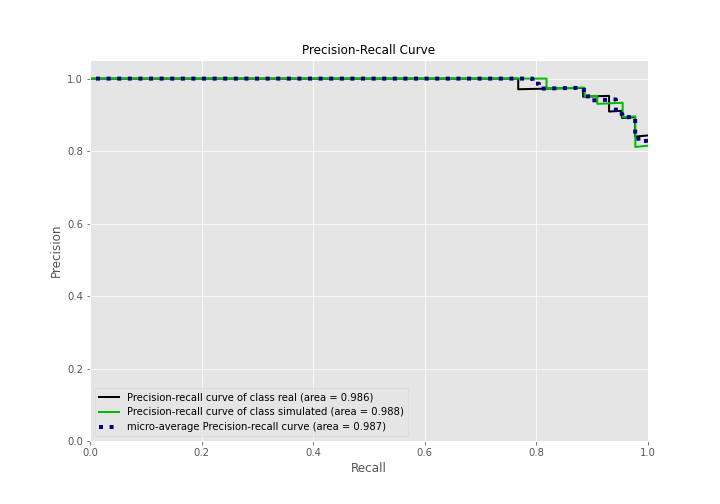 Precision-Recall Curve
1.0
0.8
0.6
0.4
0.2
0.0
Precision
Precision-recall curve of class real (area = 0.986)
Precision-recall curve of class simulated (area = 0.988)
micro-average Precision-recall curve (area = 0.987)
0.0 0.2 0.4 0.6 0.8 1.0
Recall